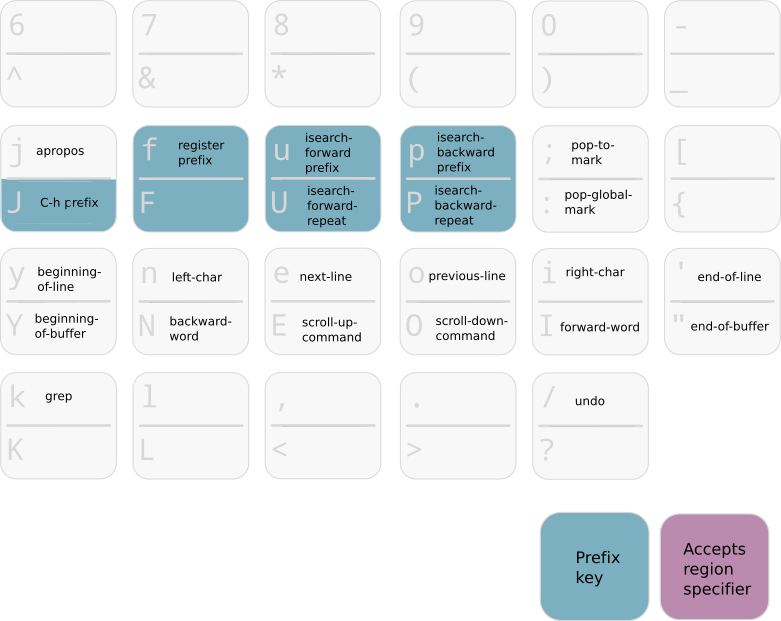 6 7 8 9 0 -
^ & * ( ) _
j apropos
J C-h prefix
f register
prefix
F
u isearch-
forward
prefix
U isearch-
forward-
repeat
p isearch-
backward
prefix
P isearch-
backward-
repeat
; pop-to-
mark
: pop-global-
mark
[
{
y beginning-
of-line
Y beginning-
of-buffer
n left-char
N backward-
word
e next-line
E scroll-up-
command
o previous-line
O scroll-down-
command
i right-char
I forward-word
' end-of-line
" end-of-buffer
k grep
K
l
L
,
<
.
>
/ undo
?
Prefix
key
Accepts
region
specifier